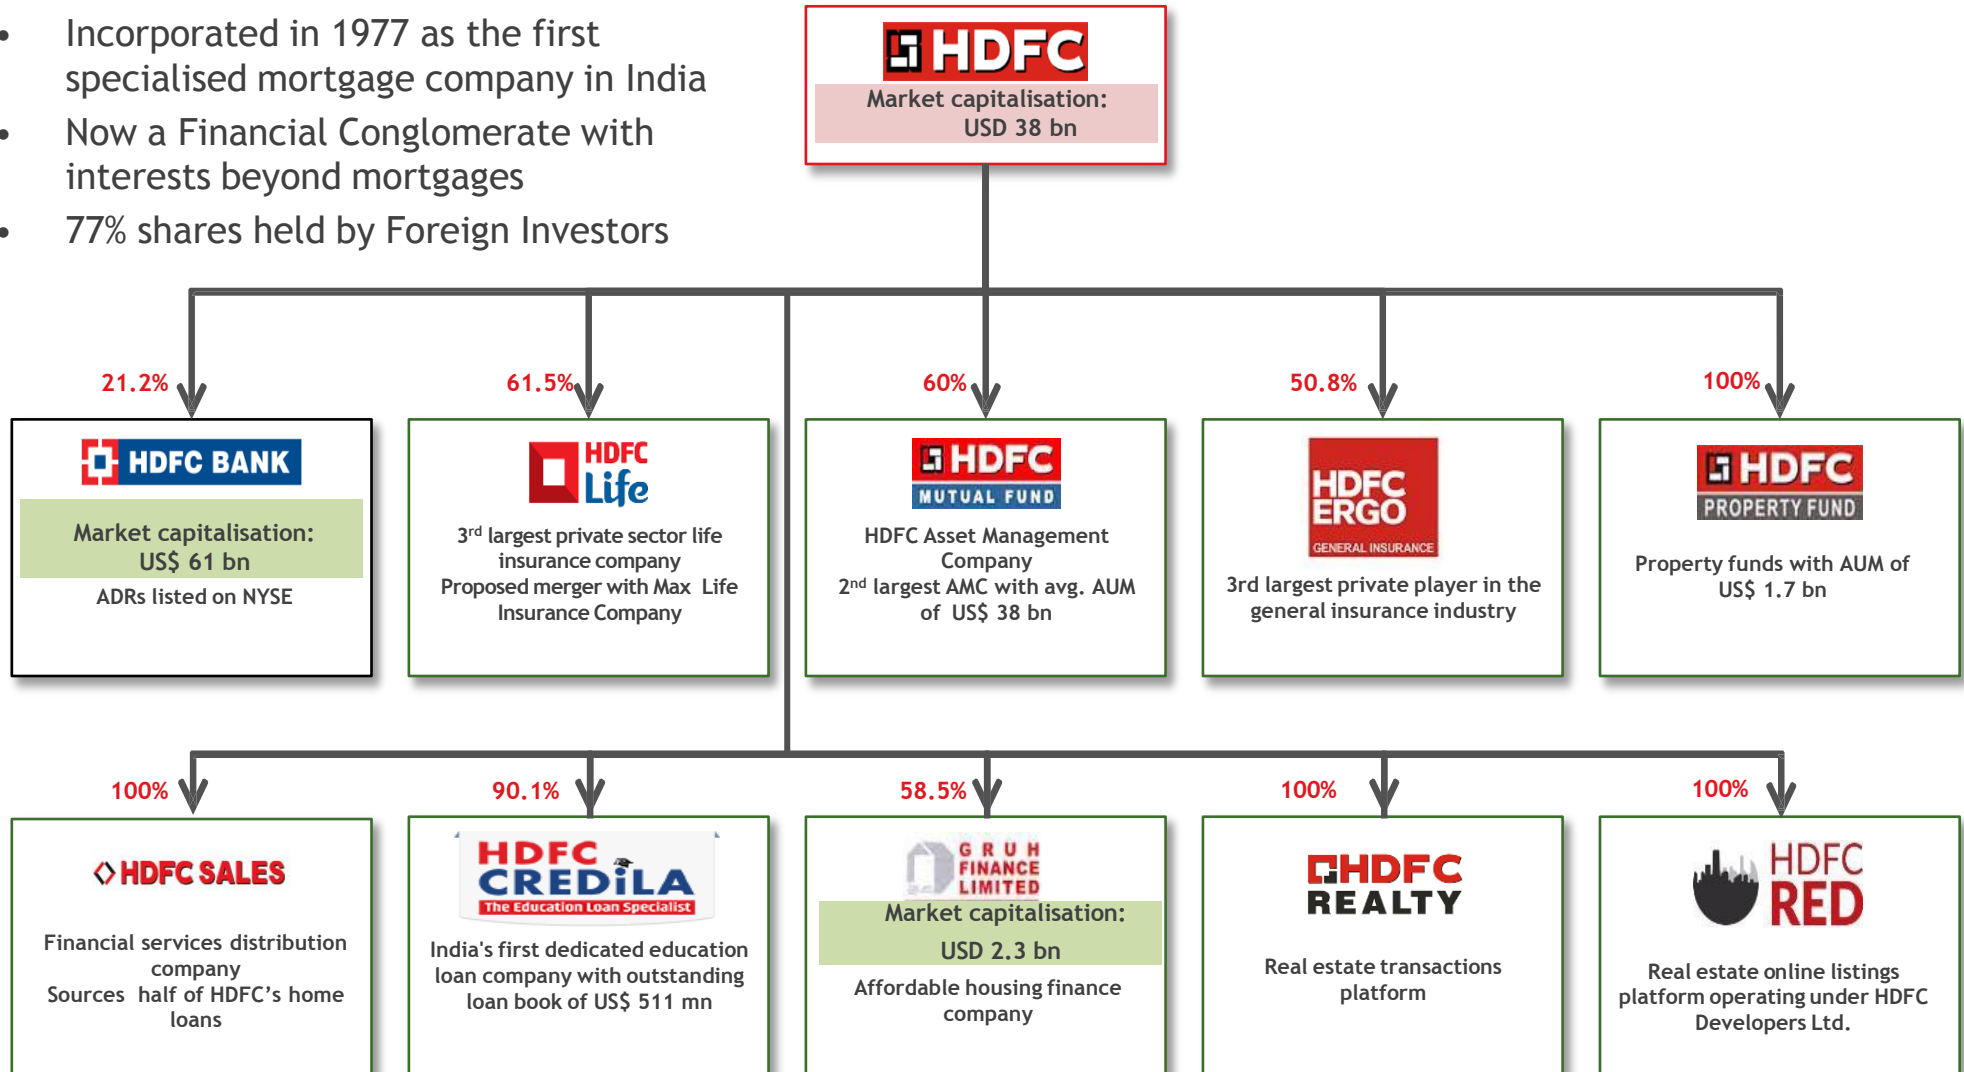 • Incorporated in 1977 as the first
specialised mortgage company in India
• Now a Financial Conglomerate with
interests beyond mortgages
• 77% shares held by Foreign Investors
HDFC
Market capitalisation:
USD 38 bn
21.2%
61.5%
60%
50.8%
100%
HDFC BANK
Market capitalisation:
US$ 61 bn
ADRs listed on NYSE
HDFC
Life
3rd largest private sector life
insurance company
Proposed merger with Max Life
Insurance Company
HDFC
MUTUAL FUND
HDFC Asset Management
Company
2nd largest AMC with avg. AUM
of US$ 38 bn
HDFC
ERGO
GENERAL INSURANCE
3rd largest private player in the
general insurance industry
HDFC
PROPERTY FUND
Property funds with AUM of
US$ 1.7 bn
100%
90.1%
58.5%
100%
100%
HDFC SALES
Financial services distribution
company
Sources half of HDFC’s home
loans
HDFC
CREDiLA
The Education Loan Specialist
India's first dedicated education
loan company with outstanding
loan book of US$ 511 mn
GRUH
FINANCE
LIMITED
Market capitalisation:
USD 2.3 bn
Affordable housing finance
company
HDFC
REALTY
Real estate transactions
platform
HDFC
RED
Real estate online listings
platform operating under HDFC
Developers Ltd.